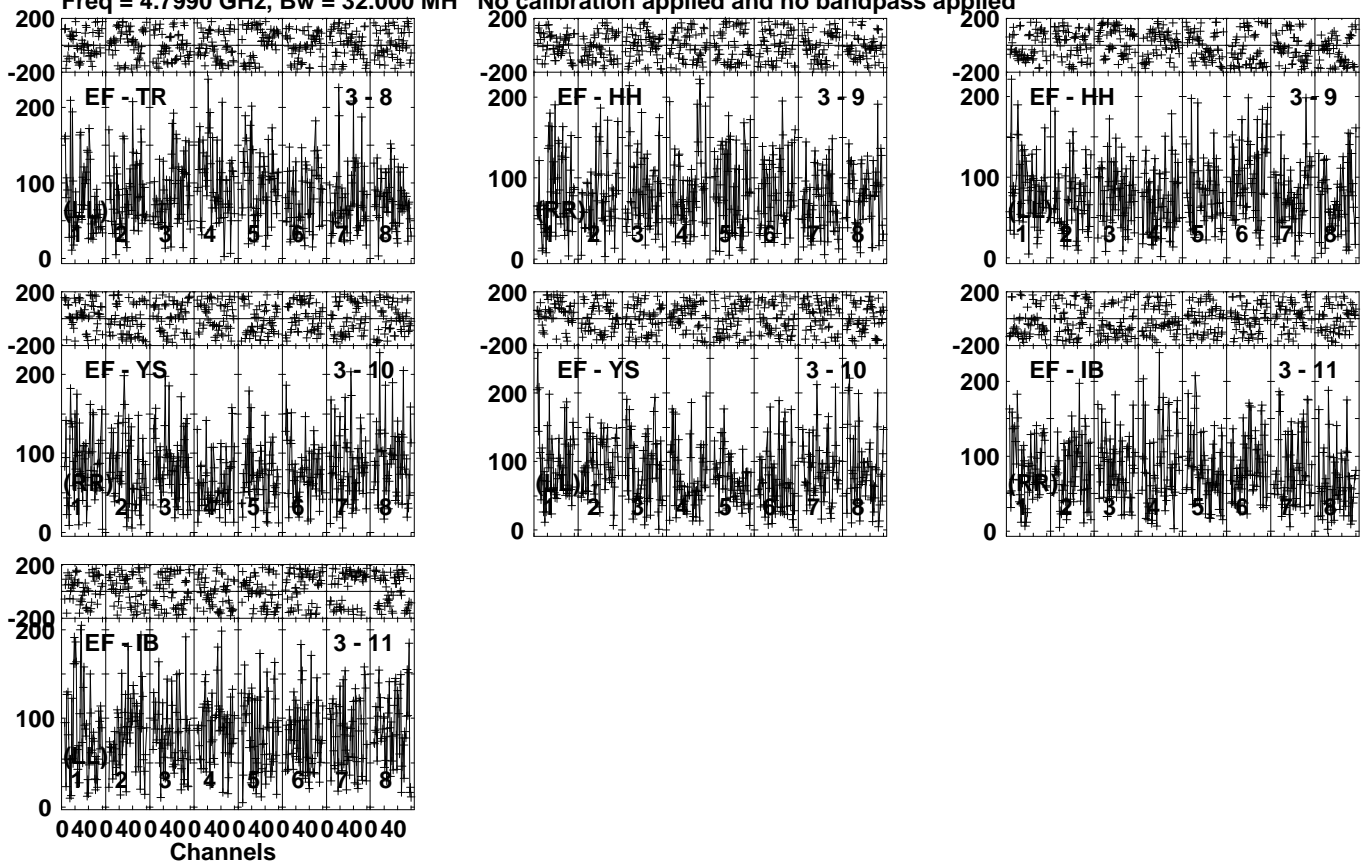 Freq = 4.7990 GHz, Bw = 32.000 MH No calibration applied and no bandpass applied
200
-200
EF - TR 3 - 8
200
100
0
(LL)
1 2 3 4 5 6 7 8
200
-200
EF - HH 3 - 9
200
100
0
(RR)
1 2 3 4 5 6 7 8
200
-200
EF - HH 3 - 9
200
100
0
(LL)
1 2 3 4 5 6 7 8
200
-200
EF - YS 3 - 10
200
100
0
(RR)
1 2 3 4 5 6 7 8
200
-200
EF - YS 3 - 10
200
100
0
(LL)
1 2 3 4 5 6 7 8
200
-200
EF - IB 3 - 11
200
100
0
(RR)
1 2 3 4 5 6 7 8
200
-200
200
EF - IB 3 - 11
100
0
(LL)
1 2 3 4 5 6 7 8
0 40 0 40 0 40 0 40 0 40 0 40 0 40 0 40
Channels